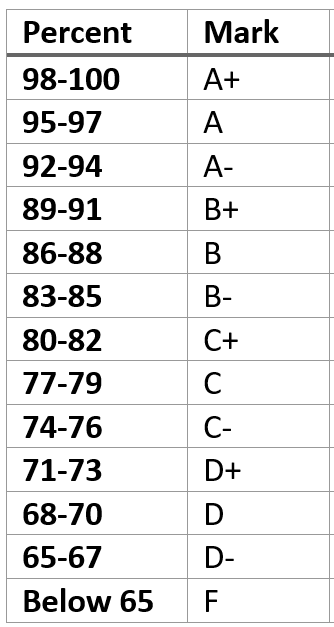 Percent Mark
98-100 A+
95-97 A
92-94 A-
89-91 B+
86-88 B
83-85 B-
80-82 C+
77-79 C
74-76 C-
71-73 D+
68-70 D
65-67 D-
Below 65 F